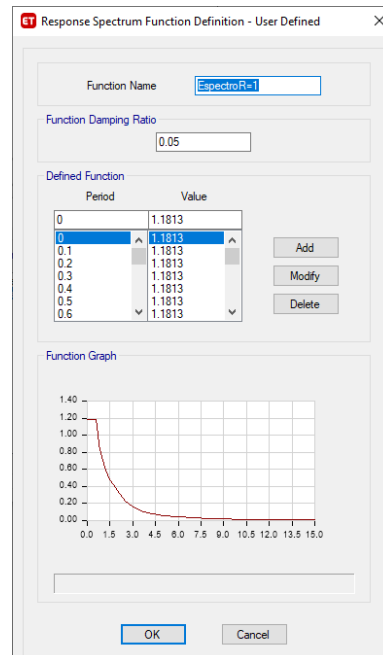 ET Response Spectrum Function Definition - User Defined
Function Name EspectroR=1
Function Damping Ratio
0.05
Defined Function
Period Value
0 1.1813
0 1.1813
0.1 1.1813
0.2 1.1813
0.3 1.1813
0.4 1.1813
0.5 1.1813
0.6 1.1813
Add
Modify
Delete
Function Graph
1.40
1.20
1.00
0.80
0.60
0.40
0.20
0.00
0.0 1.5 3.0 4.5 6.0 7.5 9.0 10.5 12.0 13.5 15.0
OK Cancel